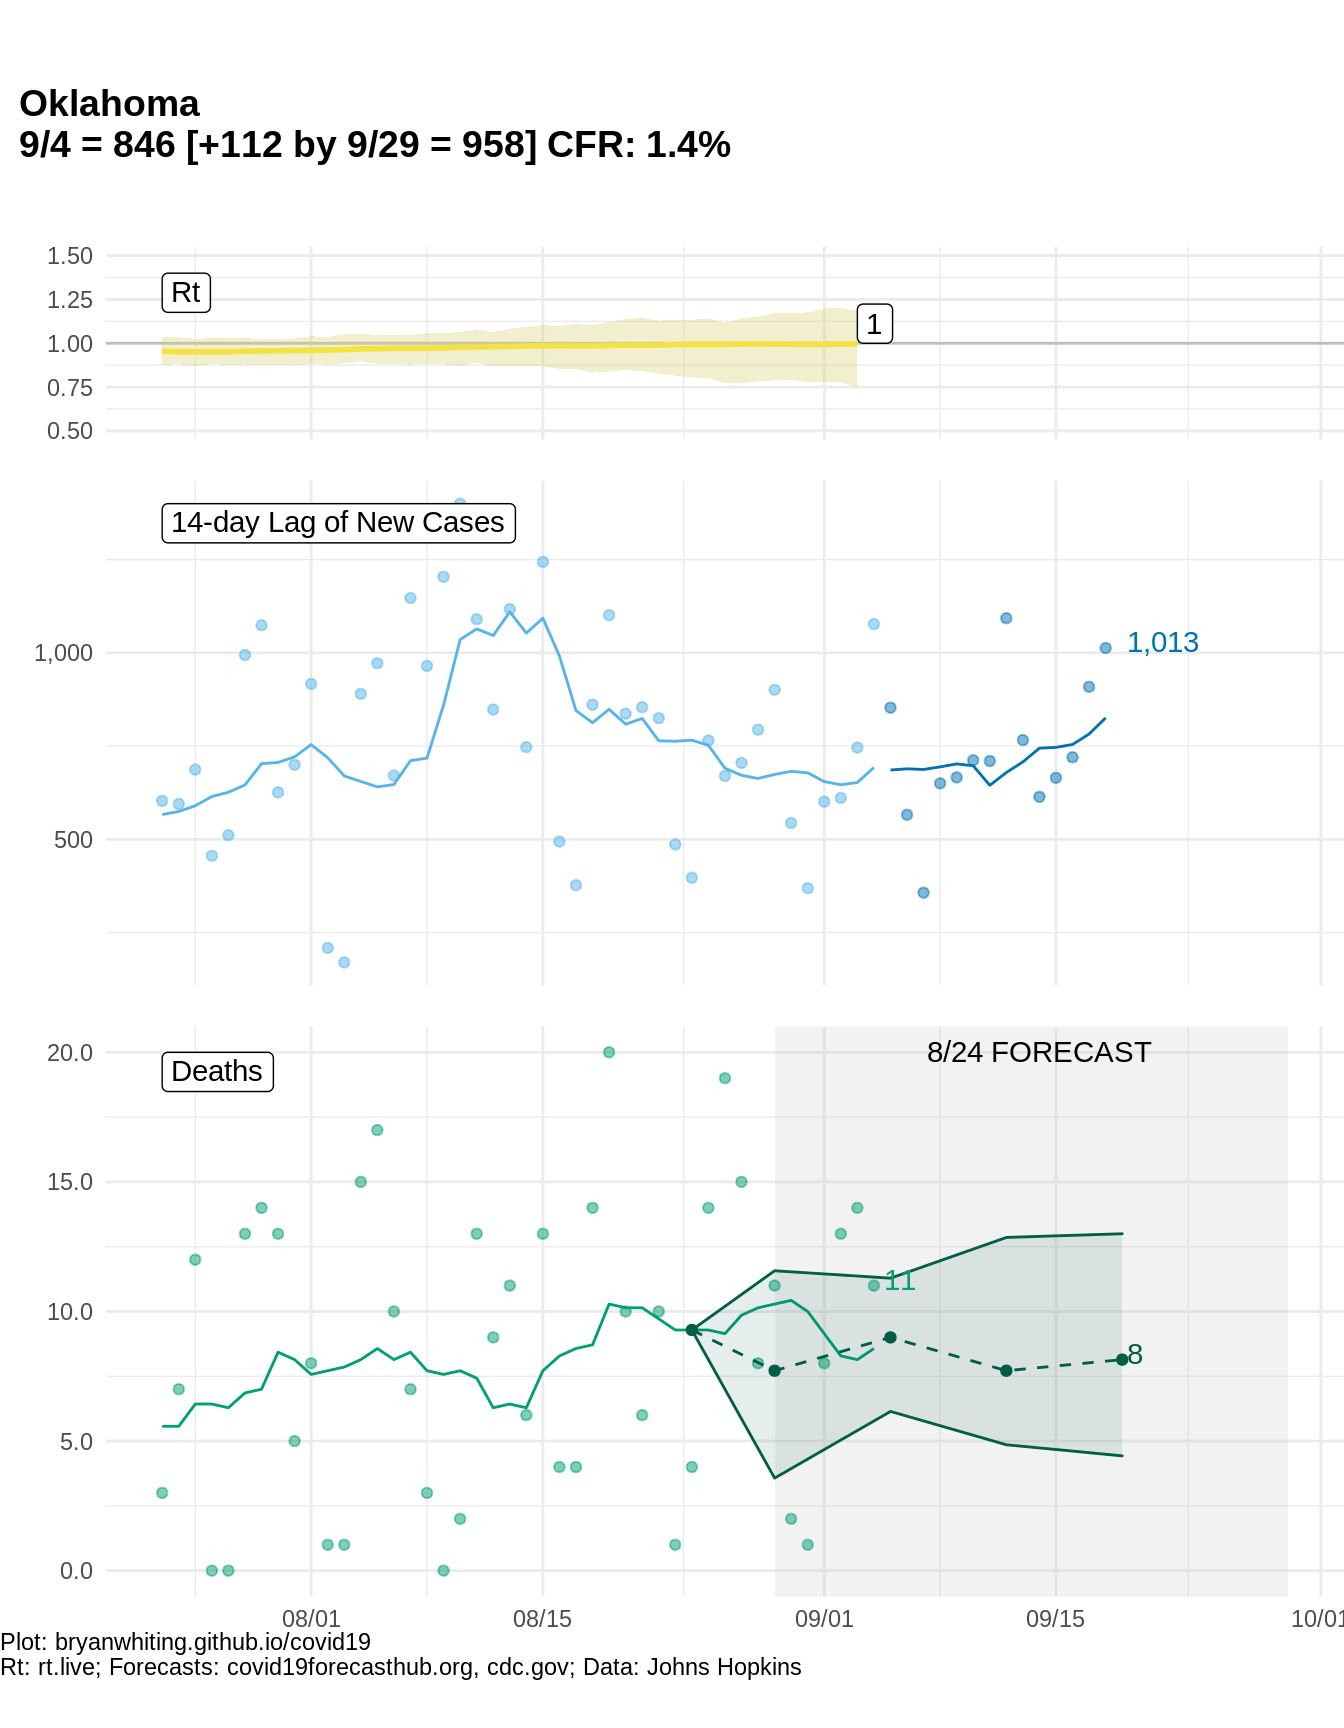 Oklahoma
9/4 = 846 [+112 by 9/29 = 958] CFR: 1.4%
1.50
1.25
1.00
0.75
0.50
Rt
1
14-day Lag of New Cases
1,000
500
1,013
Deaths
8/24 FORECAST
20.0
15.0
10.0
5.0
0.0
11
8
08/01
08/15
09/01
09/15
10/01
Plot: bryanwhiting.github.io/covid19
Rt: rt.live; Forecasts: covid19forecasthub.org, cdc.gov; Data: Johns Hopkins